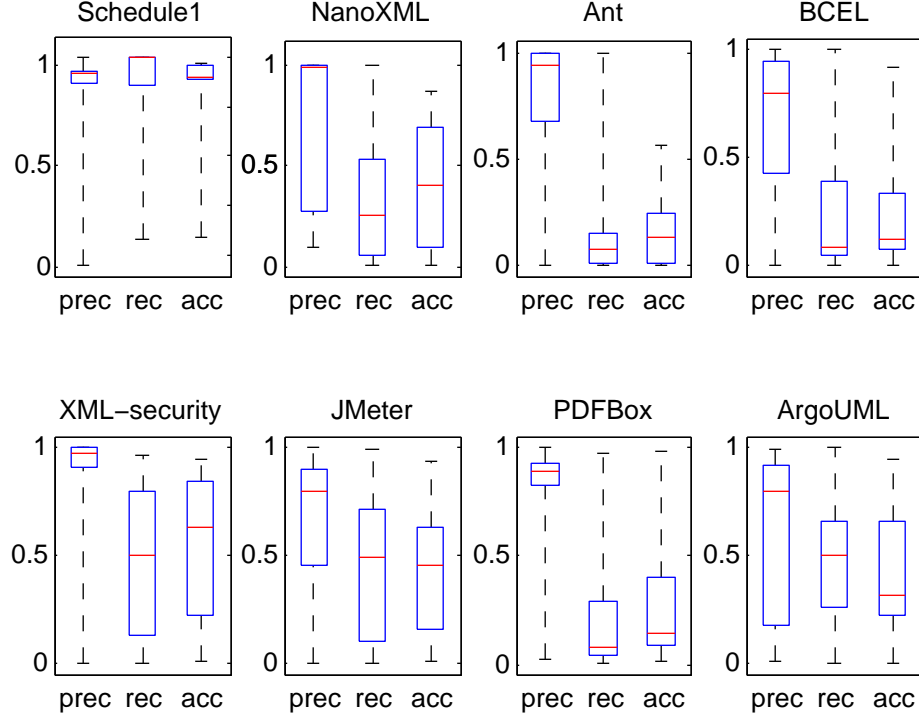 Schedule1
NanoXML
Ant
BCEL
1
0.5
0
prec rec acc
1
0.5
0
prec rec acc
1
0.5
0
prec rec acc
1
0.5
0
prec rec acc
XML−security
JMeter
PDFBox
ArgoUML
1
0.5
0
prec rec acc
1
0.5
0
prec rec acc
1
0.5
0
prec rec acc
1
0.5
0
prec rec acc